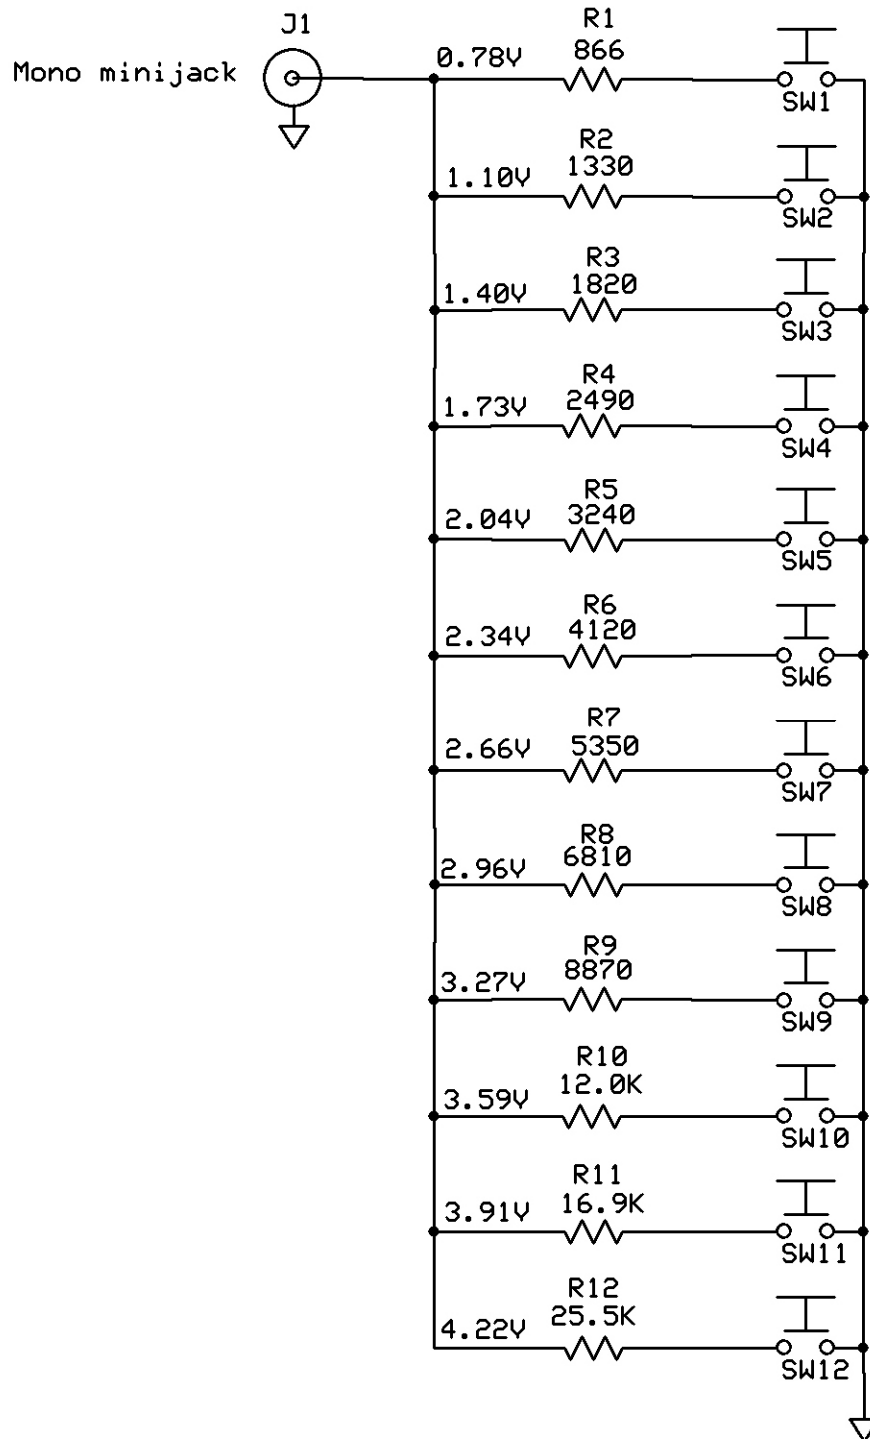 J1
Mono minijack
R1
0.78V
866
SW1
R2
1330
1.10V
SW2
R3
1820
1.40V
SW3
R4
2490
1.73V
SW4
R5
3240
2.04V
SW5
R6
4120
2.34V
SW6
R7
5350
2.66V
SW7
R8
6810
2.96V
SW8
R9
8870
3.27V
SW9
R10
12.0K
3.59V
SW10
R11
16.9K
3.91V
SW11
R12
25.5K
4.22V
SW12